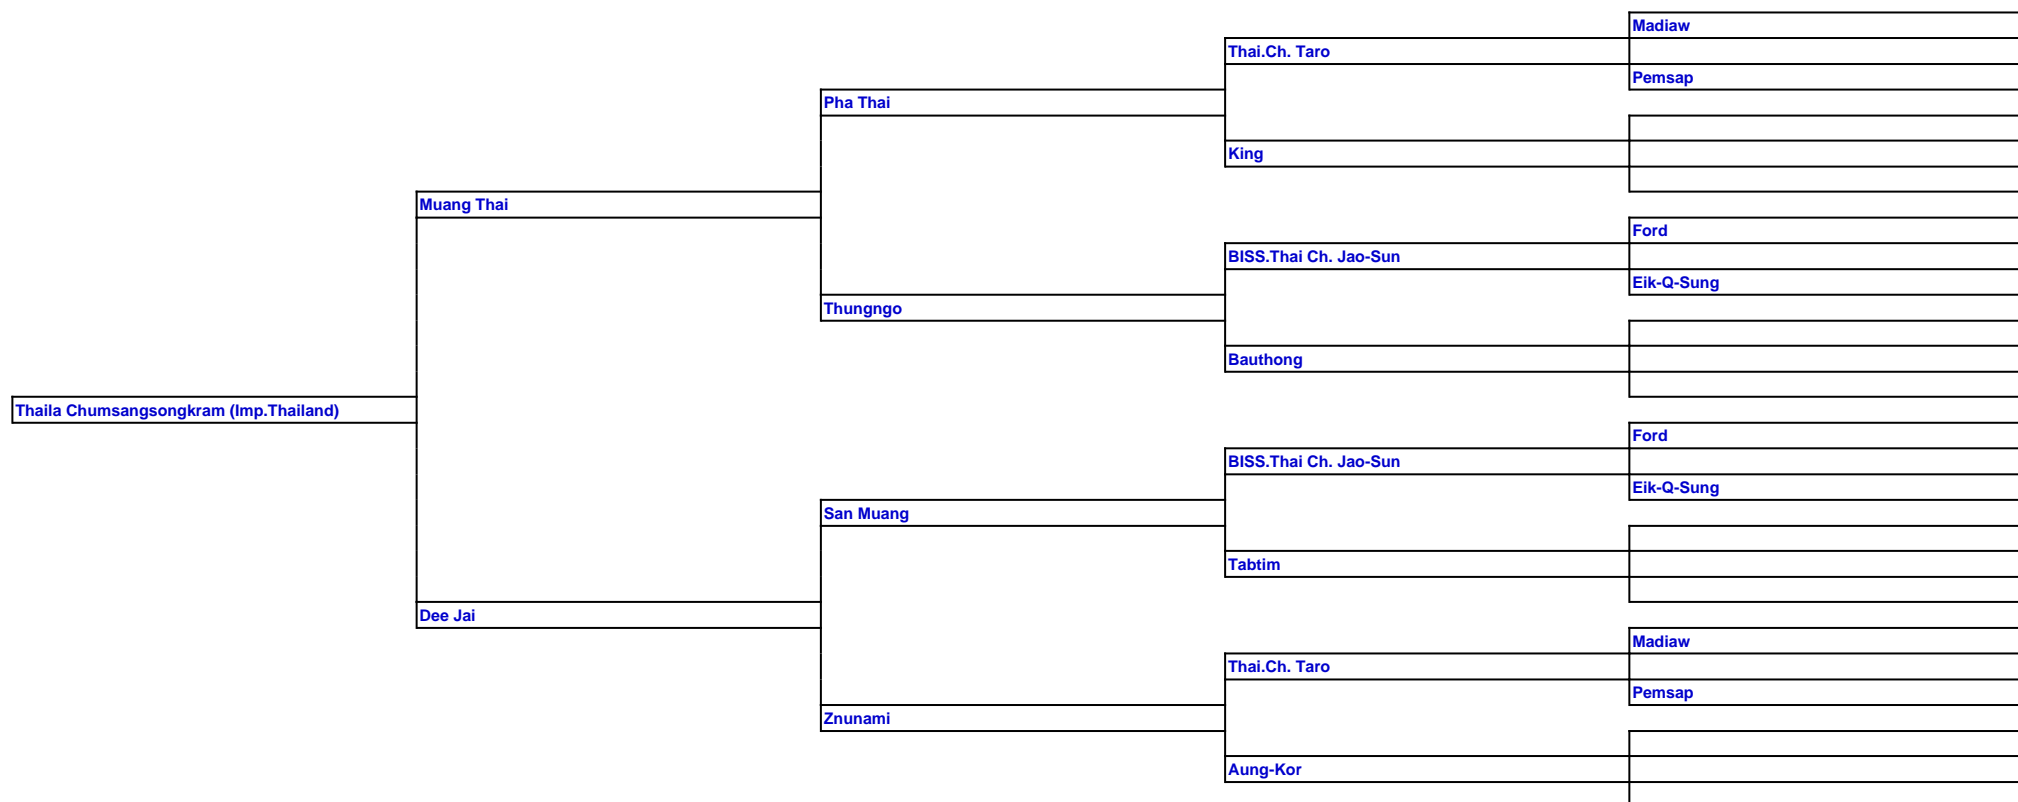 Madiaw
Thai.Ch. Taro
Pemsap
Pha Thai
King
Muang Thai
Ford
BISS.Thai Ch. Jao-Sun
Eik-Q-Sung
Thungngo
Bauthong
Thaila Chumsangsongkram (Imp.Thailand)
Ford
BISS.Thai Ch. Jao-Sun
Eik-Q-Sung
San Muang
Tabtim
Dee Jai
Madiaw
Thai.Ch. Taro
Pemsap
Znunami
Aung-Kor